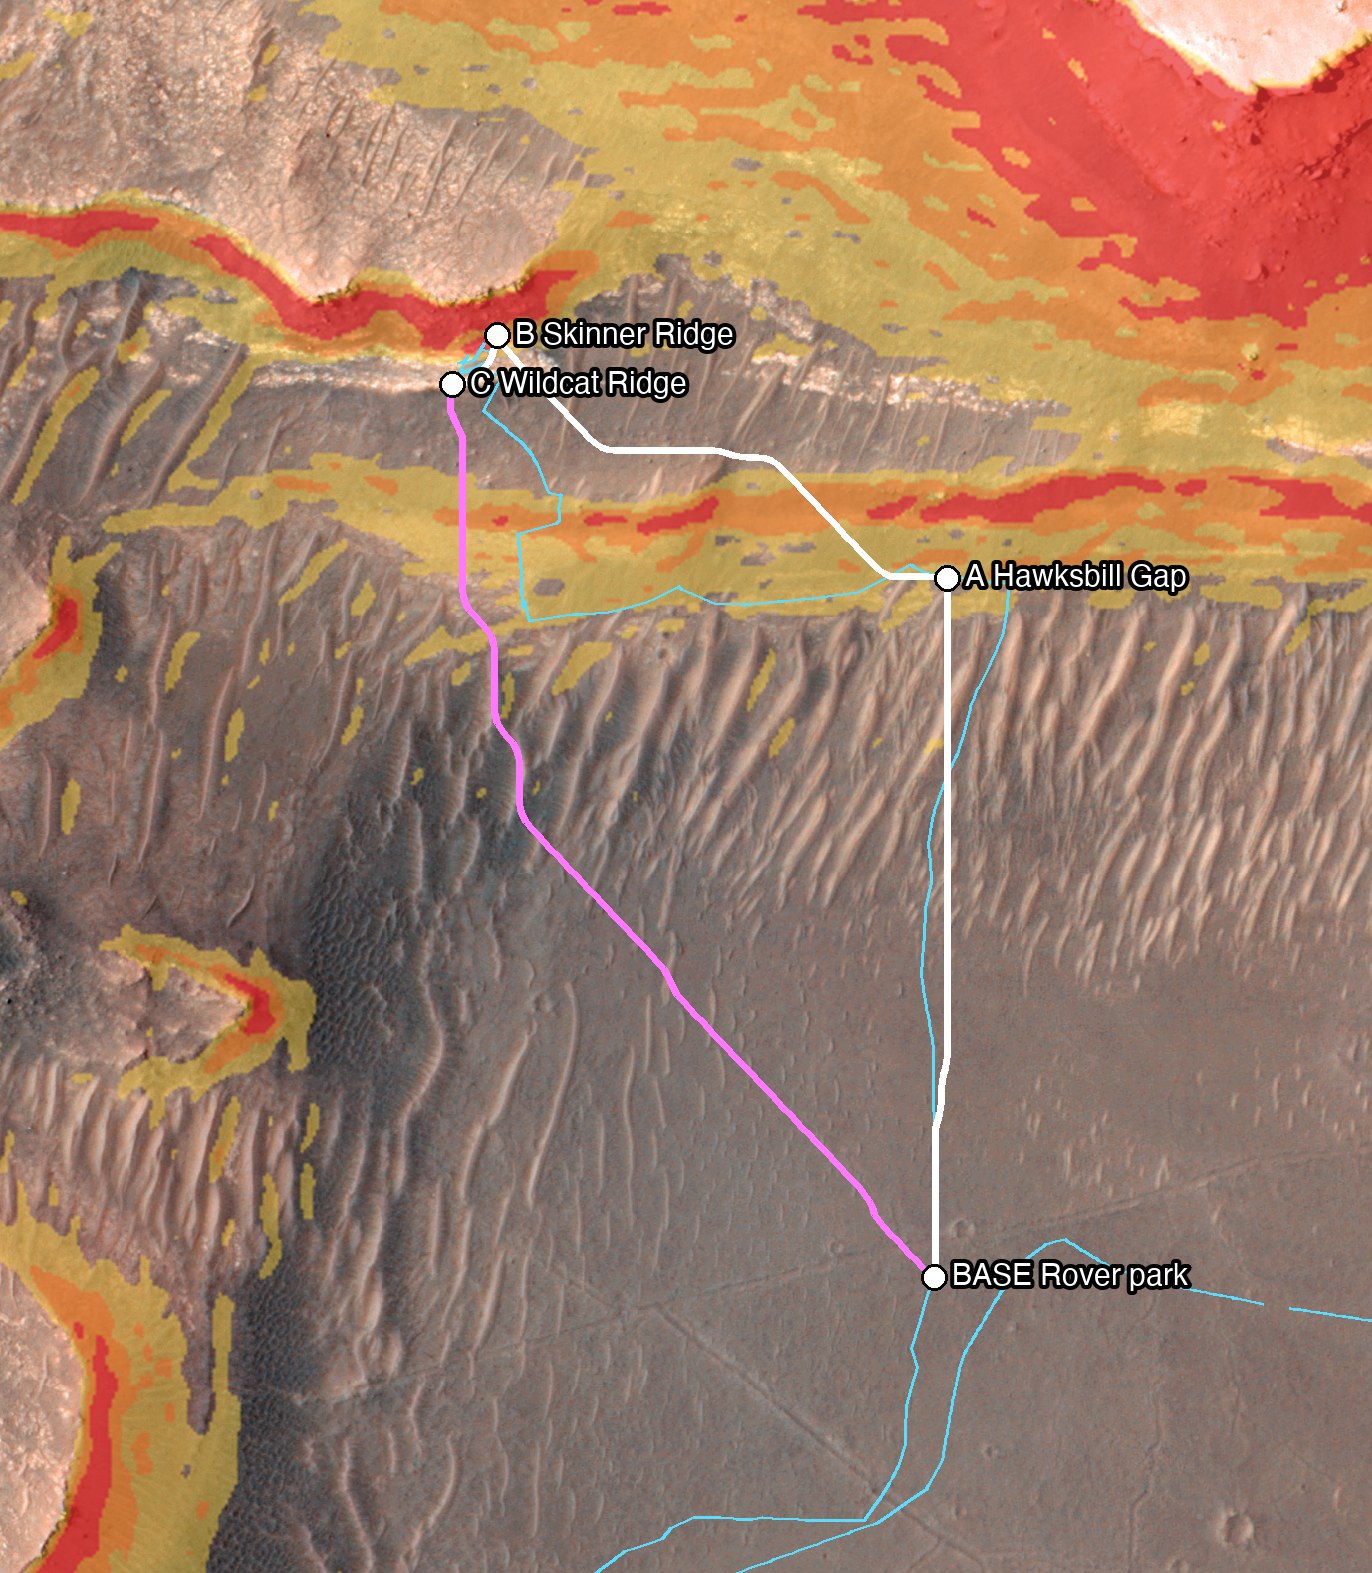 B Skinner Ridge
C Wildcat Ridge
A Hawksbill Gap
BASE Rover park